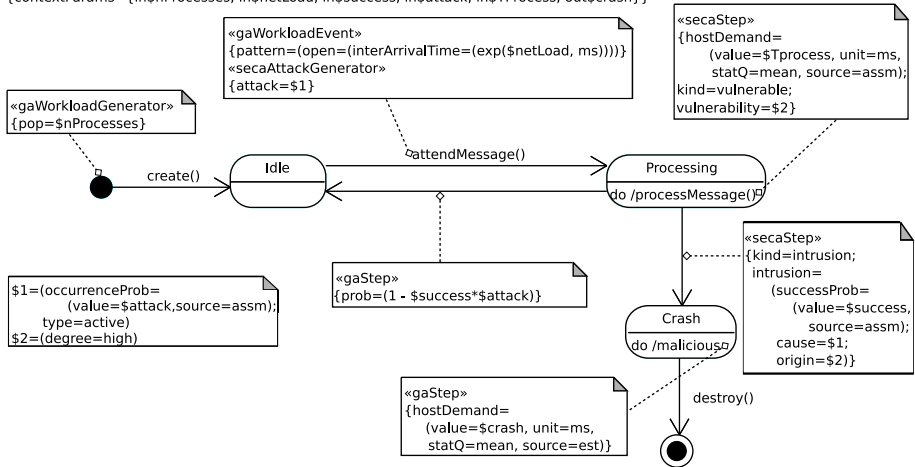 {contextParams={in$nProcesses, in$netLoad, in$success, in$attack, in$Tprocess, out$crash}}
«gaWorkloadEvent»
{pattern=(open=(interArrivalTime=(exp($netLoad, ms))))}
«secaAttackGenerator»
{attack=$1}
«secaStep»
{hostDemand=
(value=$Tprocess, unit=ms,
statQ=mean, source=assm);
kind=vulnerable;
vulnerability=$2}
«gaWorkloadGenerator»
{pop=$nProcesses}
create()
Idle
attendMessage()
Processing
do /processMessage()
«gaStep»
{prob=(1 - $success*$attack)}
«secaStep»
{kind=intrusion;
intrusion=
(successProb=
(value=$success,
source=assm);
cause=$1;
origin=$2)}
$1=(occurrenceProb=
(value=$attack,source=assm);
type=active)
$2=(degree=high)
Crash
do /malicious
«gaStep»
{hostDemand=
(value=$crash, unit=ms,
statQ=mean, source=est)}
destroy()